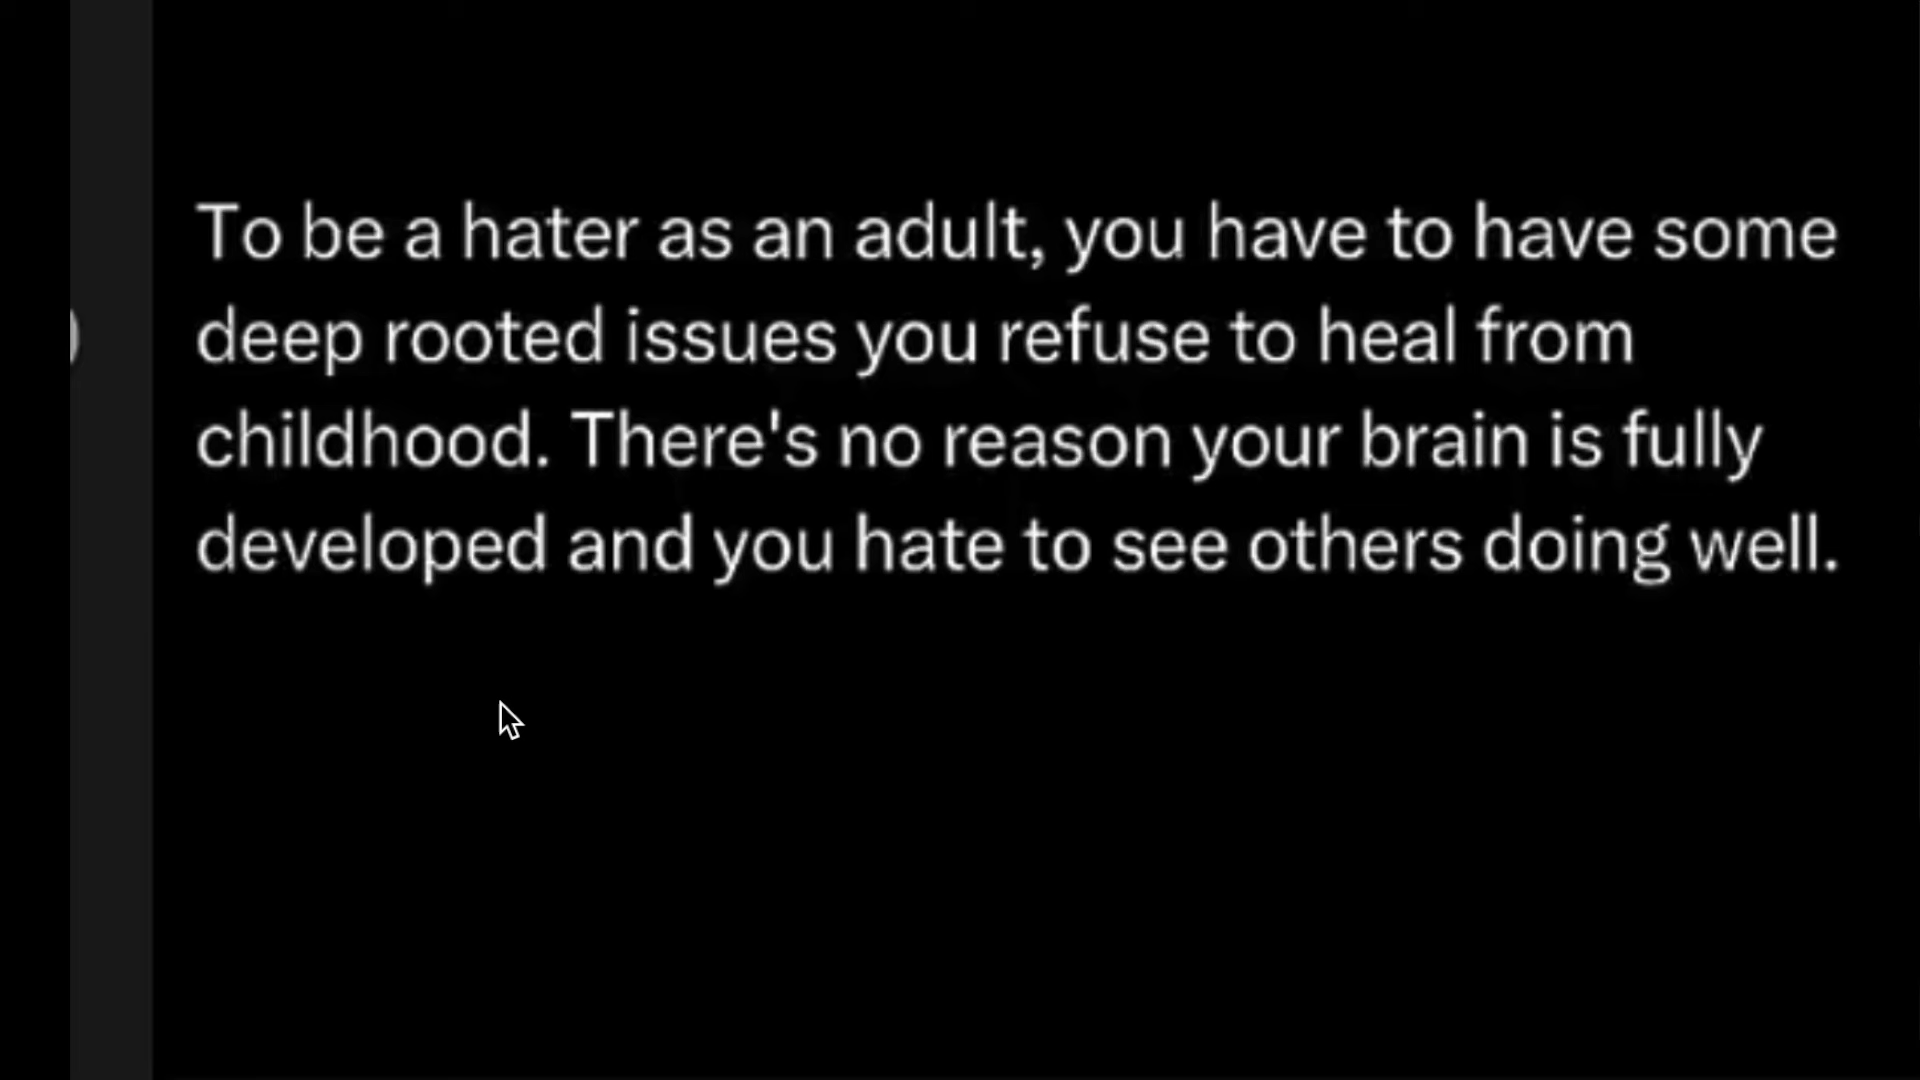 To be a hater as an adult, you have to have some
deep rooted issues you refuse to heal from
childhood. There's no reason your brain is fully
developed and you hate to see others doing well.